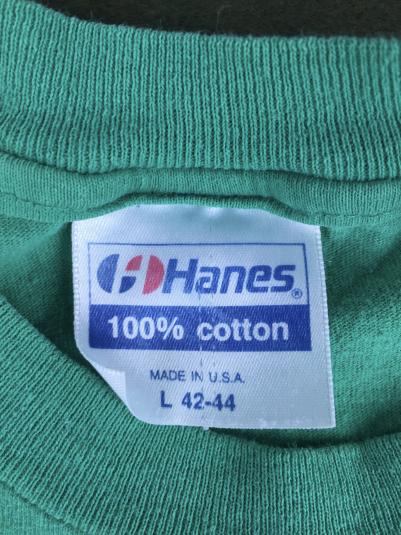 Hanes®
100% cotton
MADE IN U.S.A.
L 42-44